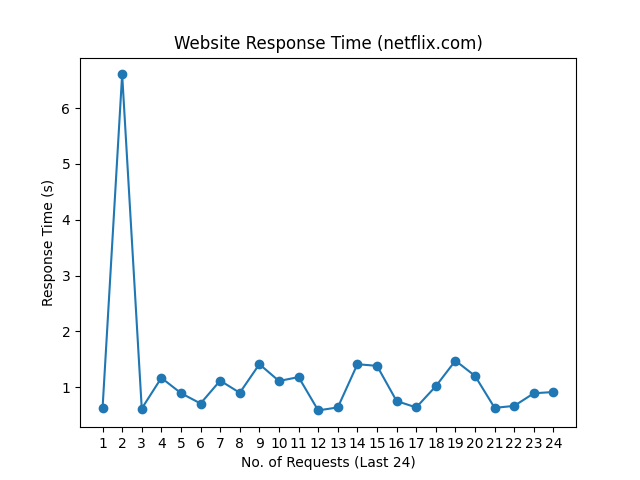 Website Response Time (netflix.com)
6
5
4
3
2
1
Response Time (s)
1 2 3 4 5 6 7 8 9 10 11 12 13 14 15 16 17 18 19 20 21 22 23 24
No. of Requests (Last 24)